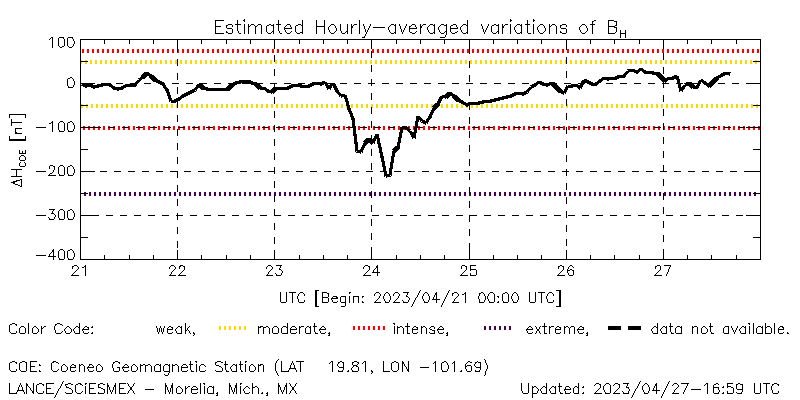 Estimated Hourly-averaged variations of B_H
100
0
-100
-200
-300
-400
ΔH_COE [nT]
21 22 23 24 25 26 27
UTC [Begin: 2023/04/21 00:00 UTC]
Color Code: weak, moderate, intense, extreme, data not available.
COE: Coeneo Geomagnetic Station (LAT 19.81, LON -101.69)
LANCE/SCiESMEX - Morelia, Mich., MX Updated: 2023/04/27-16:59 UTC